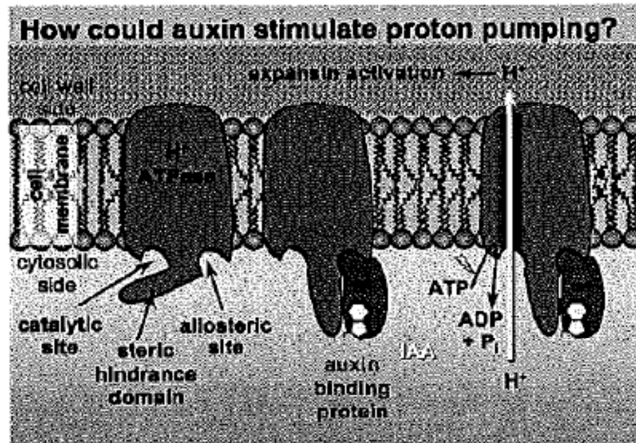 How could auxin stimulate proton pumping?
expansin activation ← H⁺
cell wall
side
H⁺
ATPase
cell
membrane
cytosolic
side
catalytic
site
steric
hindrance
domain
allosteric
site
IAA
auxin
binding
protein
ATP
ADP
+ Pᵢ
H⁺